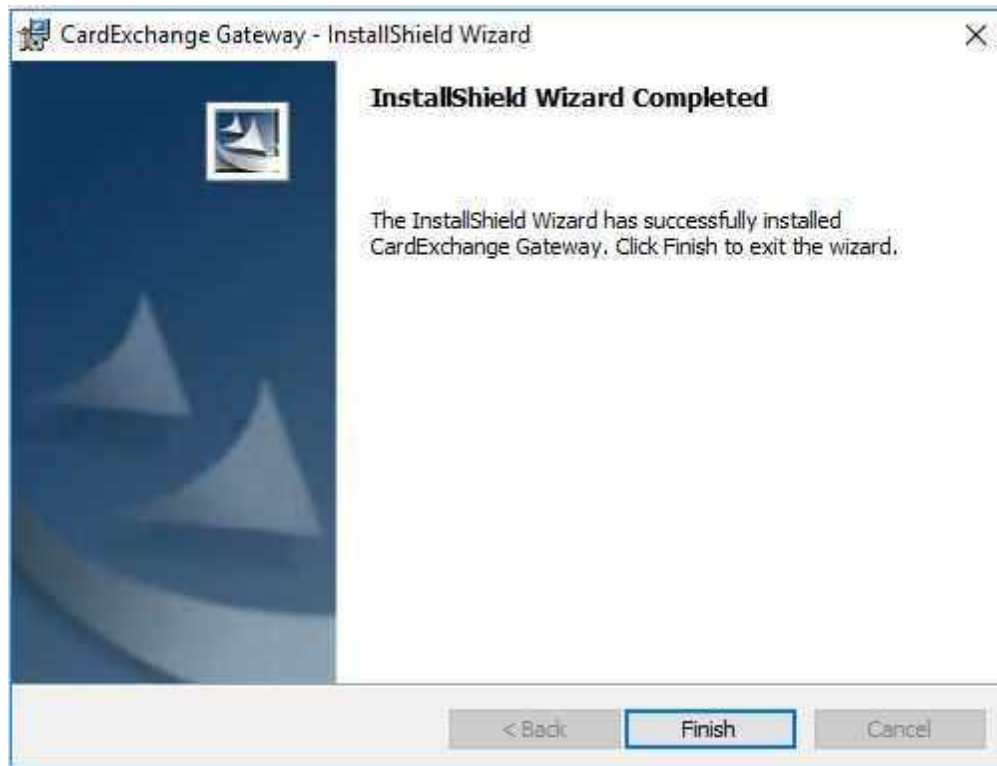 CardExchange Gateway - InstallShield Wizard
InstallShield Wizard Completed
The InstallShield Wizard has successfully installed
CardExchange Gateway. Click Finish to exit the wizard.
< Back
Finish
Cancel